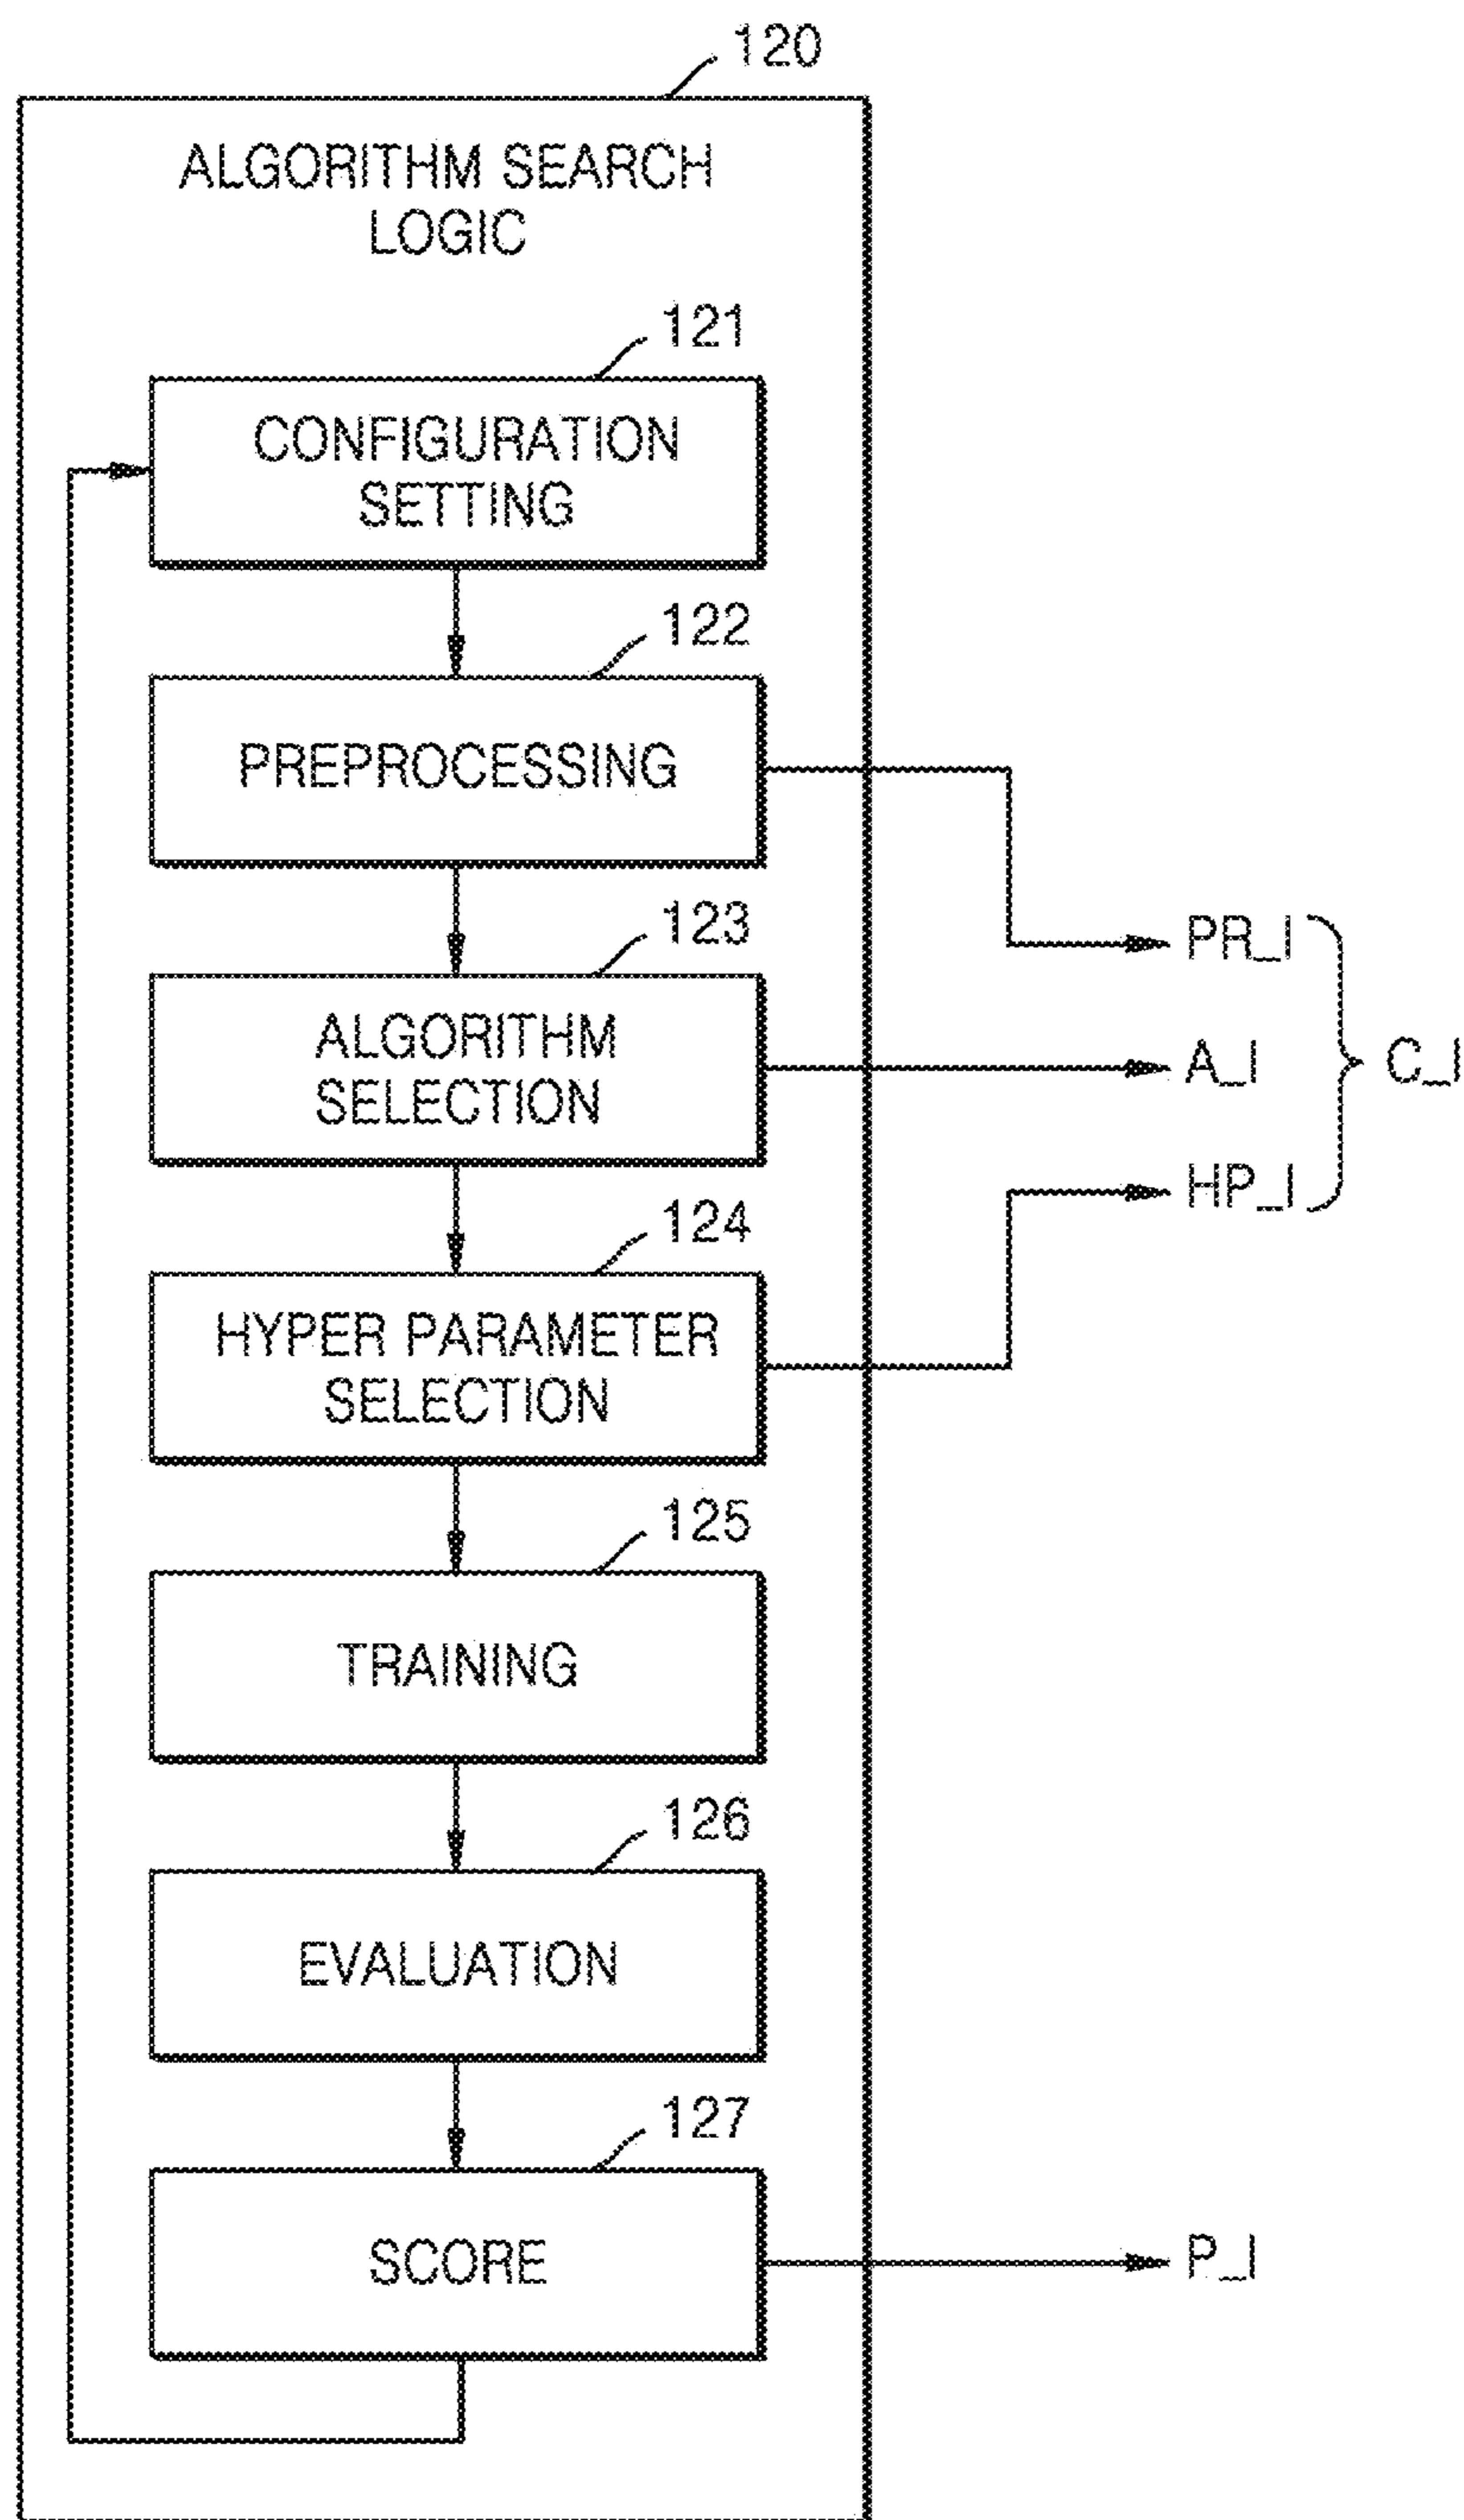 120
ALGORITHM SEARCH
LOGIC
121
CONFIGURATION
SETTING
122
PREPROCESSING
123
PR_I
ALGORITHM
SELECTION
A_I
C_I
124
HP_I
HYPER PARAMETER
SELECTION
125
TRAINING
126
EVALUATION
127
SCORE
P_I